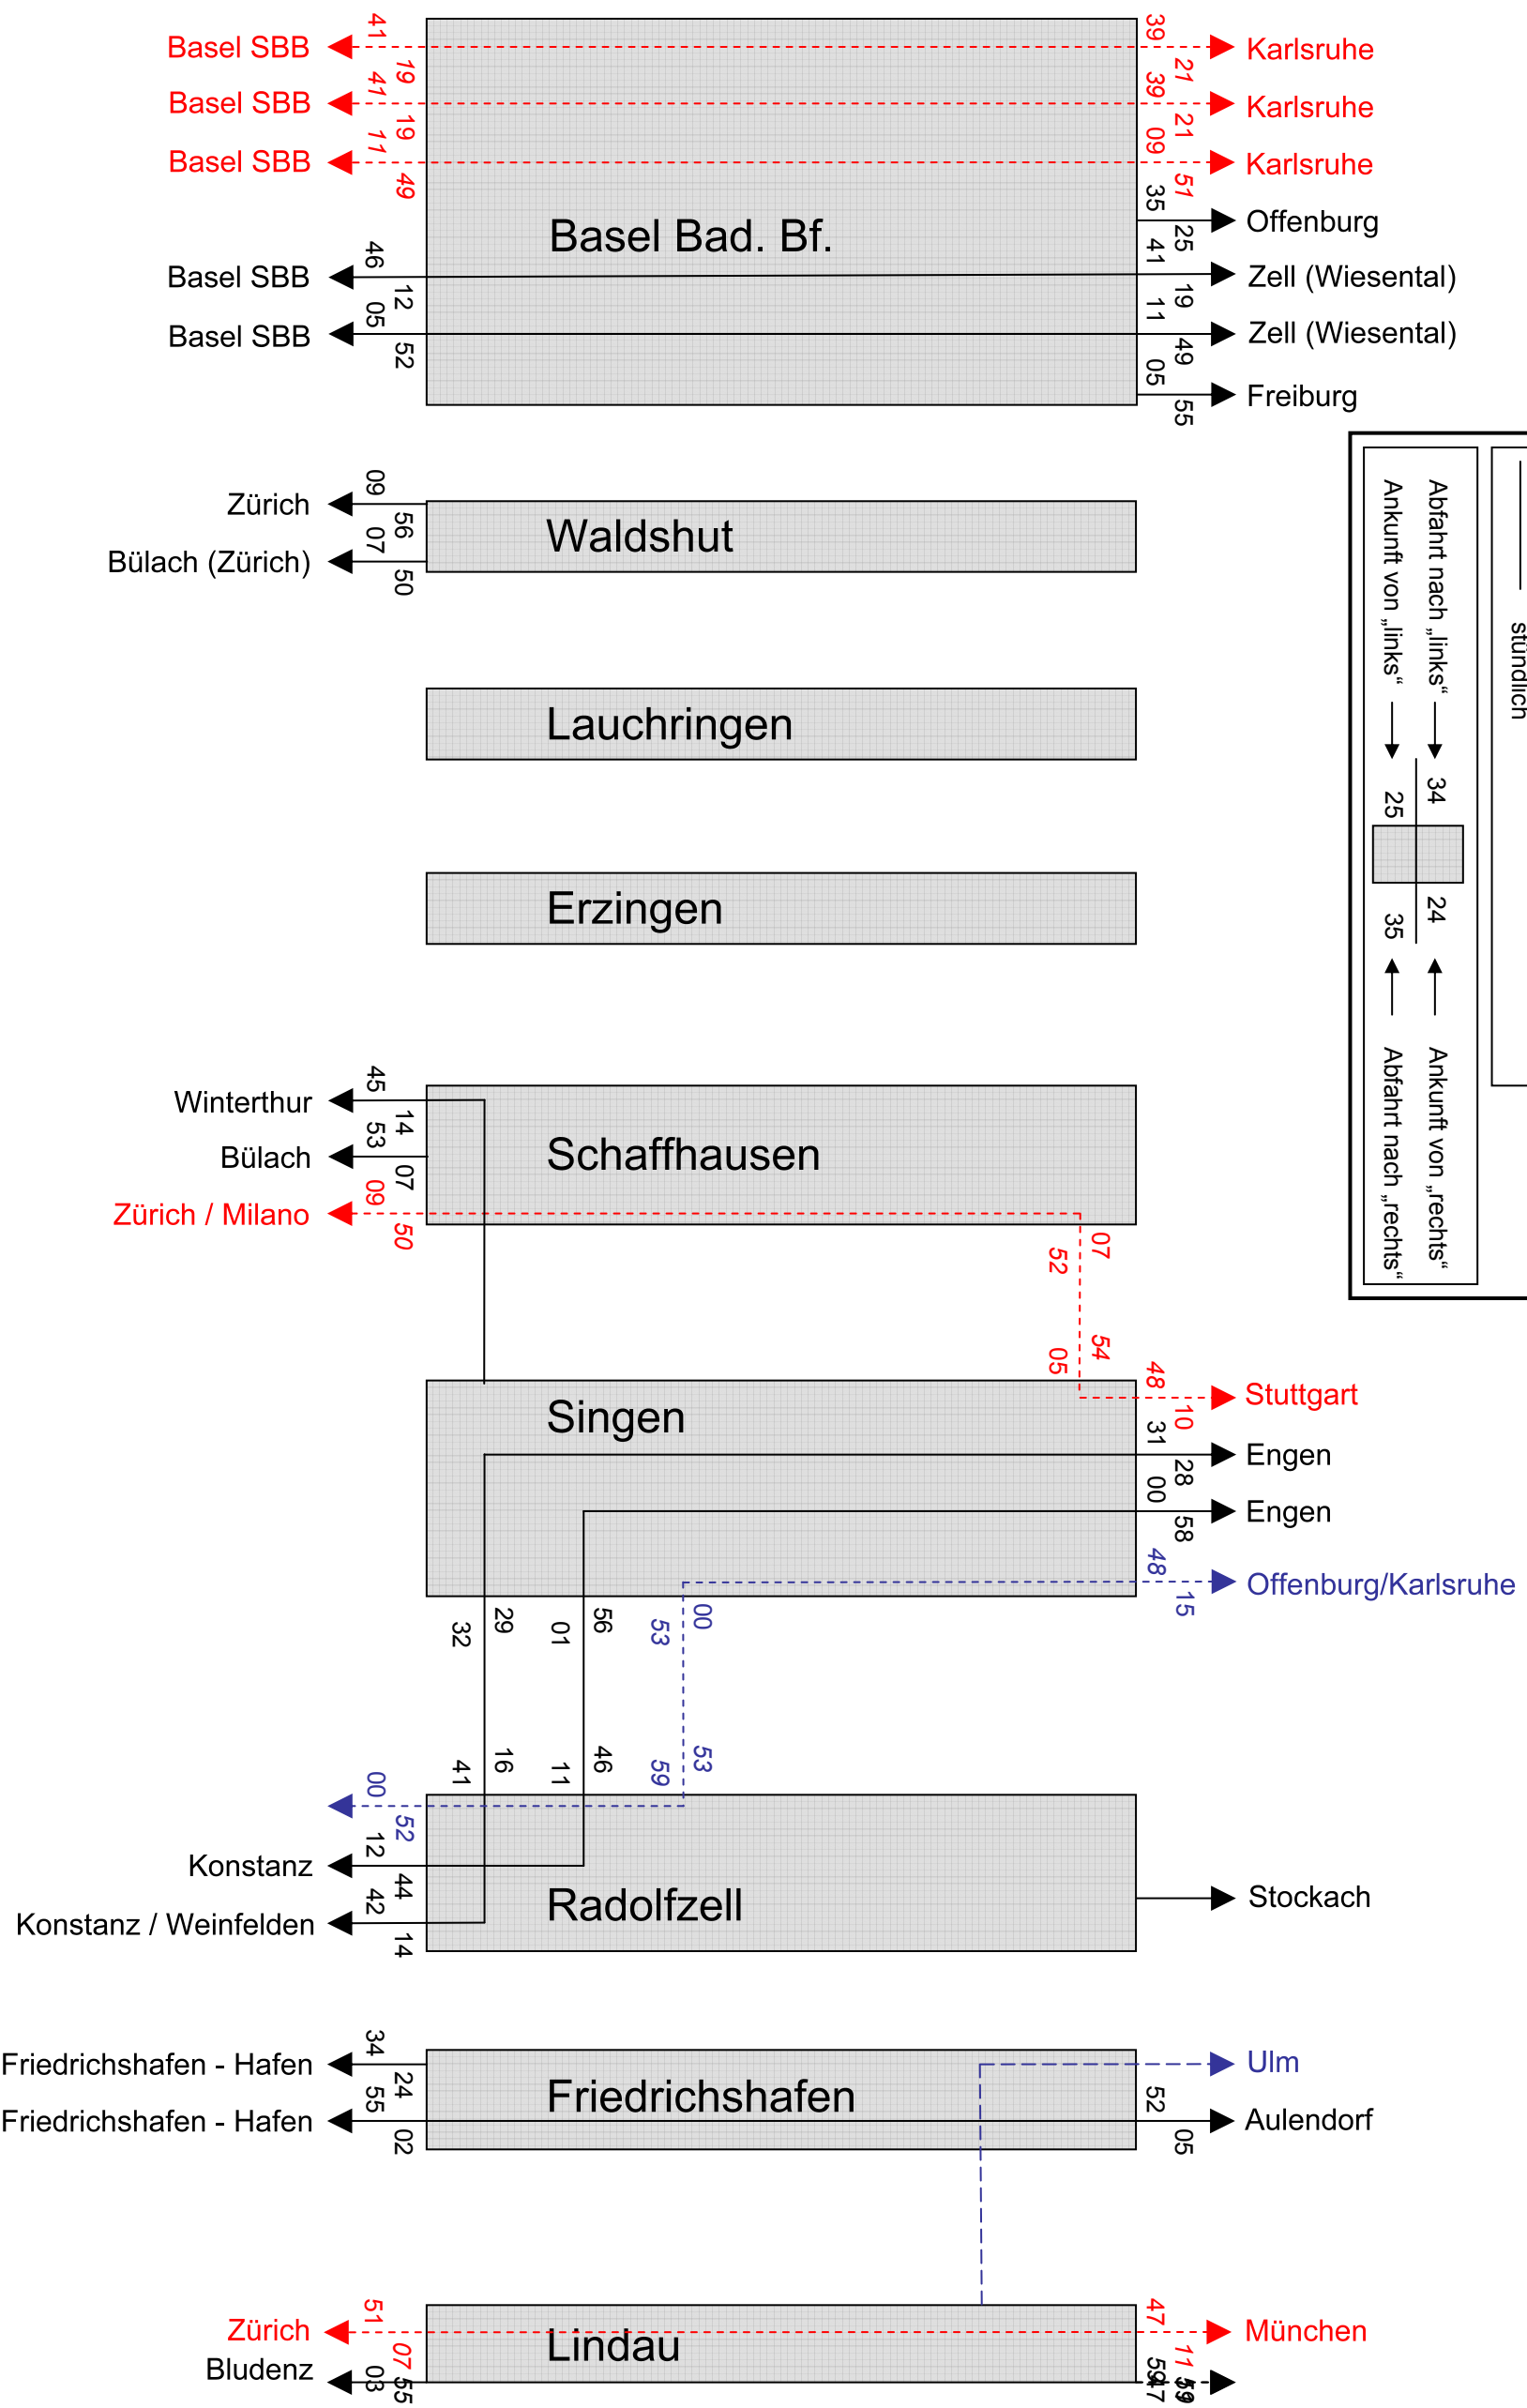 41 39
Basel SBB Karlsruhe
19 21
41 39
Basel SBB Karlsruhe
19 21
11 09
Basel SBB Karlsruhe
49 51
35
Offenburg
25
Basel Bad. Bf.
46 41
Basel SBB Zell (Wiesental)
12 19
05 11
Basel SBB Zell (Wiesental)
52 49
05
Freiburg
55
09
Zürich
56
Waldshut
07
Bülach (Zürich)
50
stündlich
Abfahrt nach „links“ 34 24 Ankunft von „rechts“
Ankunft von „links“ 25 35 Abfahrt nach „rechts“
Lauchringen
Erzingen
45
Winterthur
14
Schaffhausen
53
Bülach
07
09
Zürich / Milano
50
07
52
54
05
48
Stuttgart
10
Singen
31
Engen
28
00
Engen
58
48
Offenburg/Karlsruhe
15
32 29 01 56 53 00
41 16 11 46 59 53
00
52
12
Konstanz
44
Radolfzell
Stockach
42
Konstanz / Weinfelden
14
34
Friedrichshafen - Hafen Ulm
24
Friedrichshafen
55 52
Friedrichshafen - Hafen Aulendorf
02 05
51 47
Zürich München
07 11
Lindau
03
Bludenz
55
59
47
59